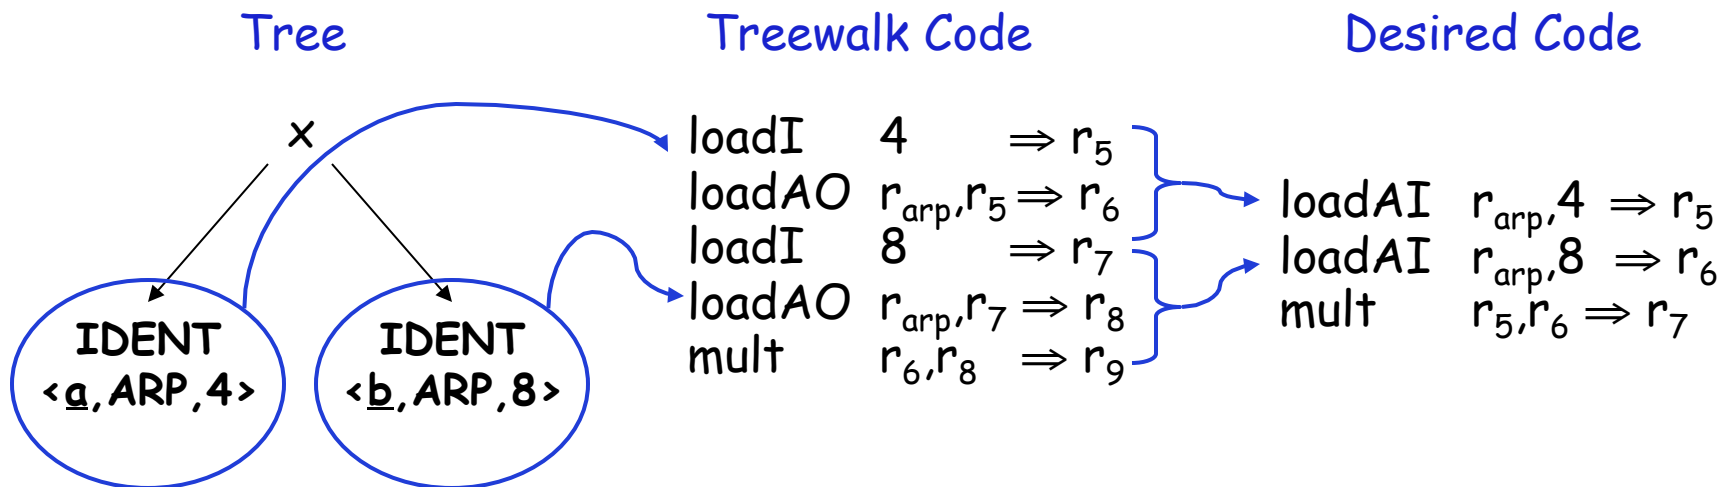 Tree
Treewalk Code
Desired Code
x
IDENT
<a,ARP,4>
IDENT
<b,ARP,8>
loadI 4 ⇒ r5
loadAO rarp,r5 ⇒ r6
loadI 8 ⇒ r7
loadAO rarp,r7 ⇒ r8
mult r6,r8 ⇒ r9
loadAI rarp,4 ⇒ r5
loadAI rarp,8 ⇒ r6
mult r5,r6 ⇒ r7